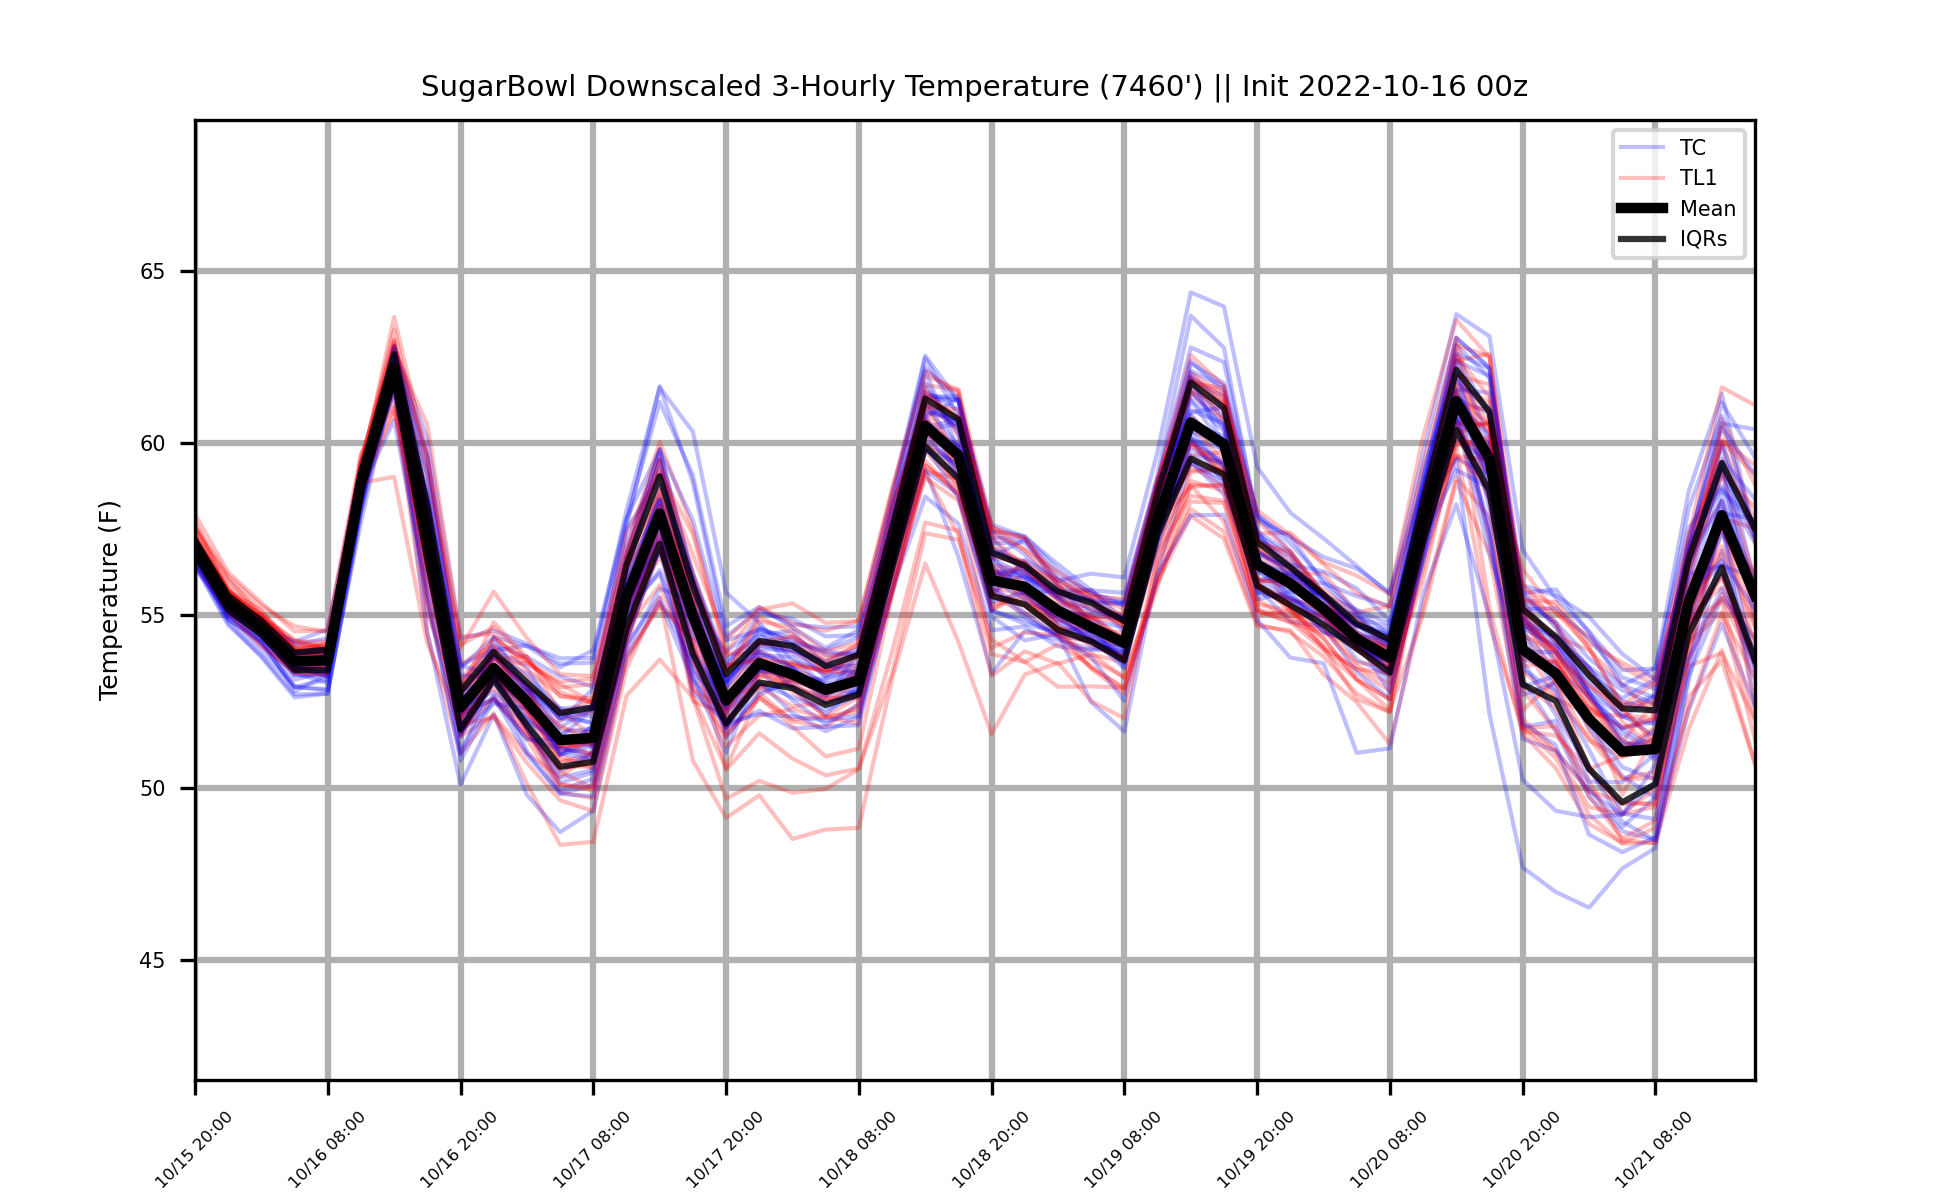 SugarBowl Downscaled 3-Hourly Temperature (7460') || Init 2022-10-16 00z
TC
TL1
Mean
IQRs
Temperature (F)
65
60
55
50
45
10/15 20:00
10/16 08:00
10/16 20:00
10/17 08:00
10/17 20:00
10/18 08:00
10/18 20:00
10/19 08:00
10/19 20:00
10/20 08:00
10/20 20:00
10/21 08:00